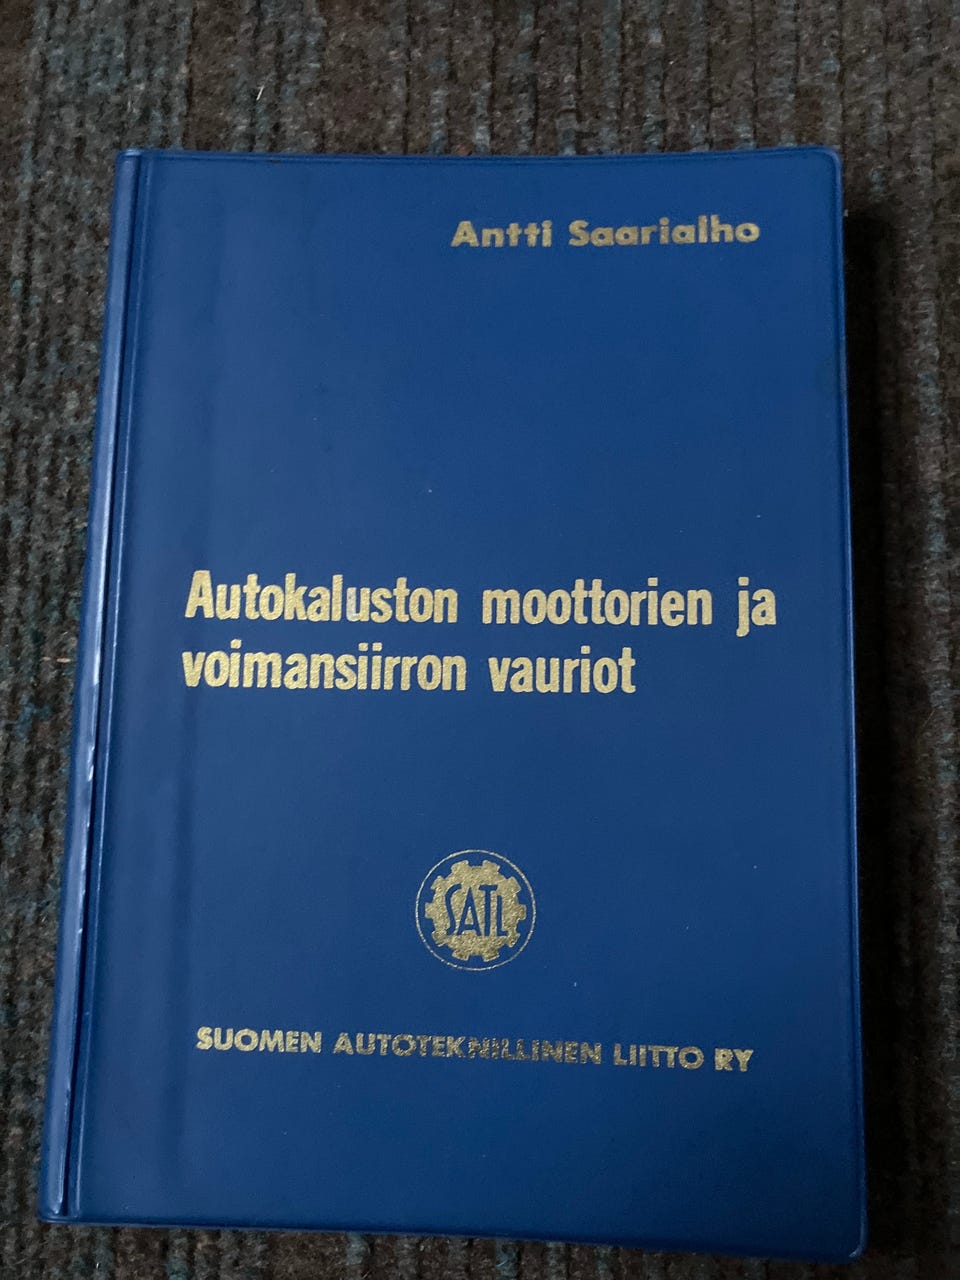 Antti Saarialho
Autokaluston moottorien ja
voimansiirron vauriot
SATL
SUOMEN AUTOTEKNILLINEN LIITTO RY